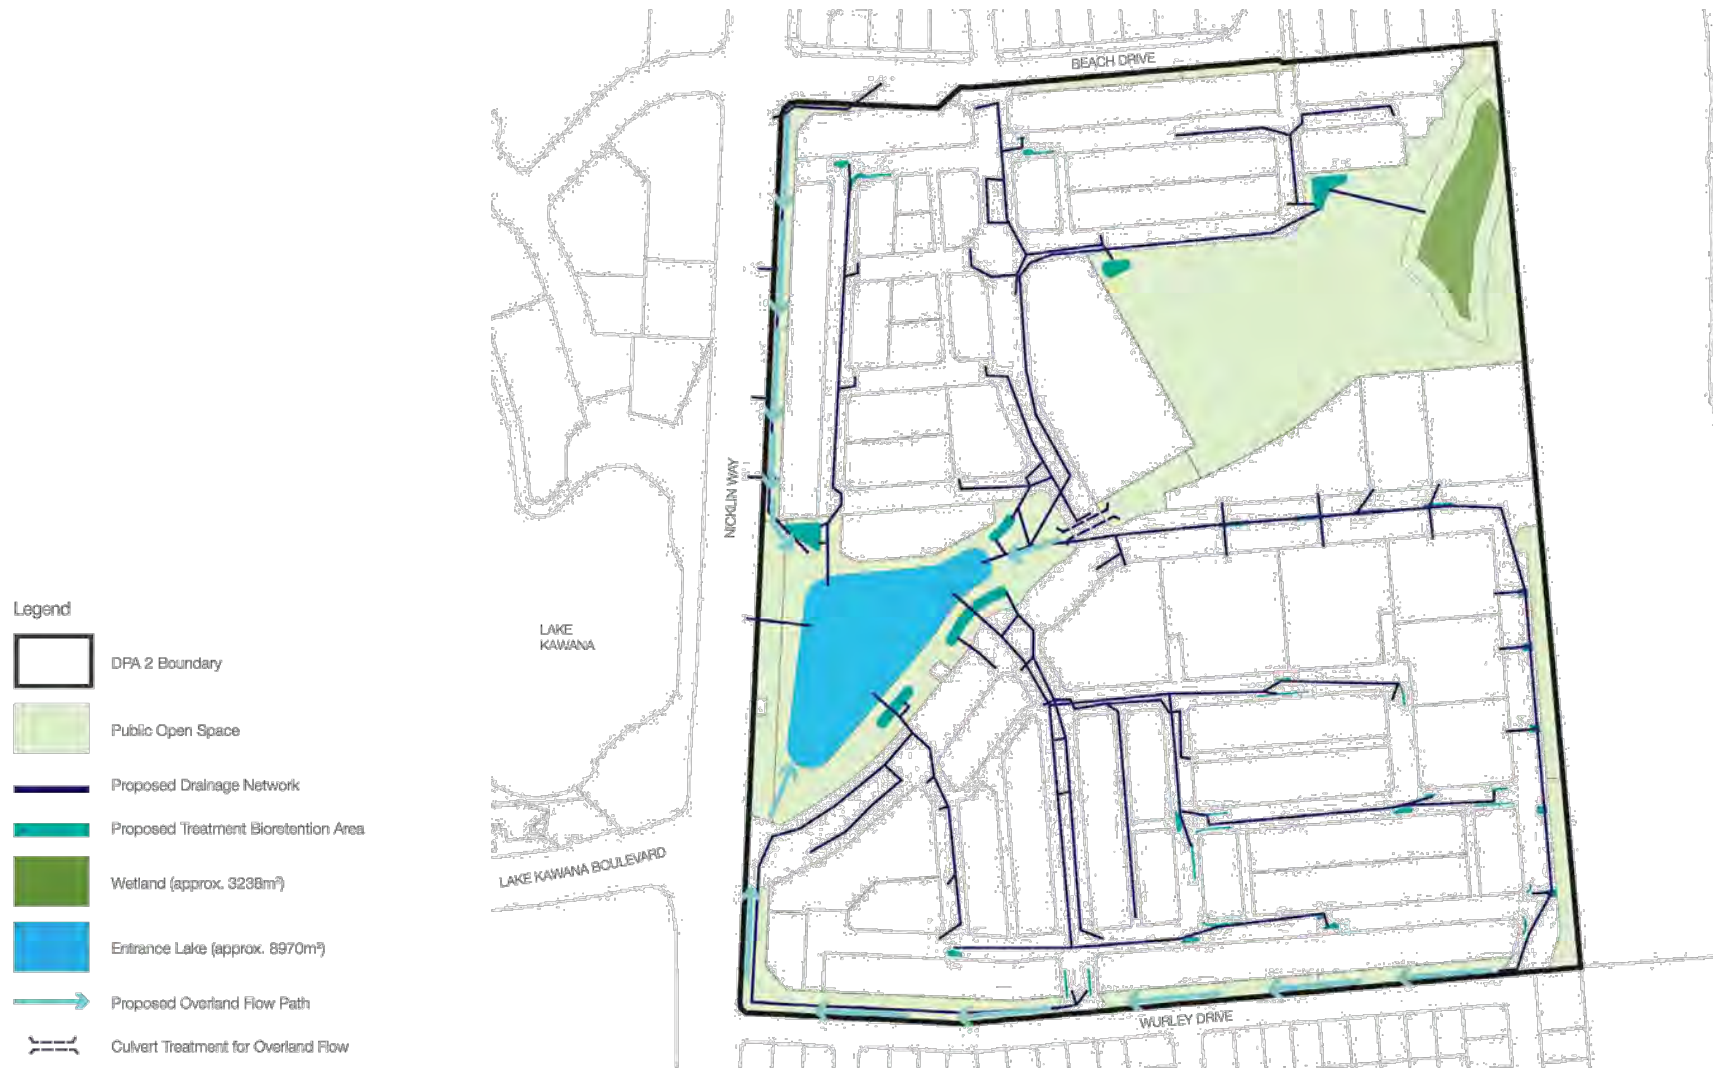 BEACH DRIVE
NICKLIN WAY
LAKE
KAWANA
LAKE KAWANA BOULEVARD
WURLEY DRIVE
Legend
DPA 2 Boundary
Public Open Space
Proposed Drainage Network
Proposed Treatment Bioretention Area
Wetland (approx. 3238m²)
Entrance Lake (approx. 8970m²)
Proposed Overland Flow Path
Culvert Treatment for Overland Flow